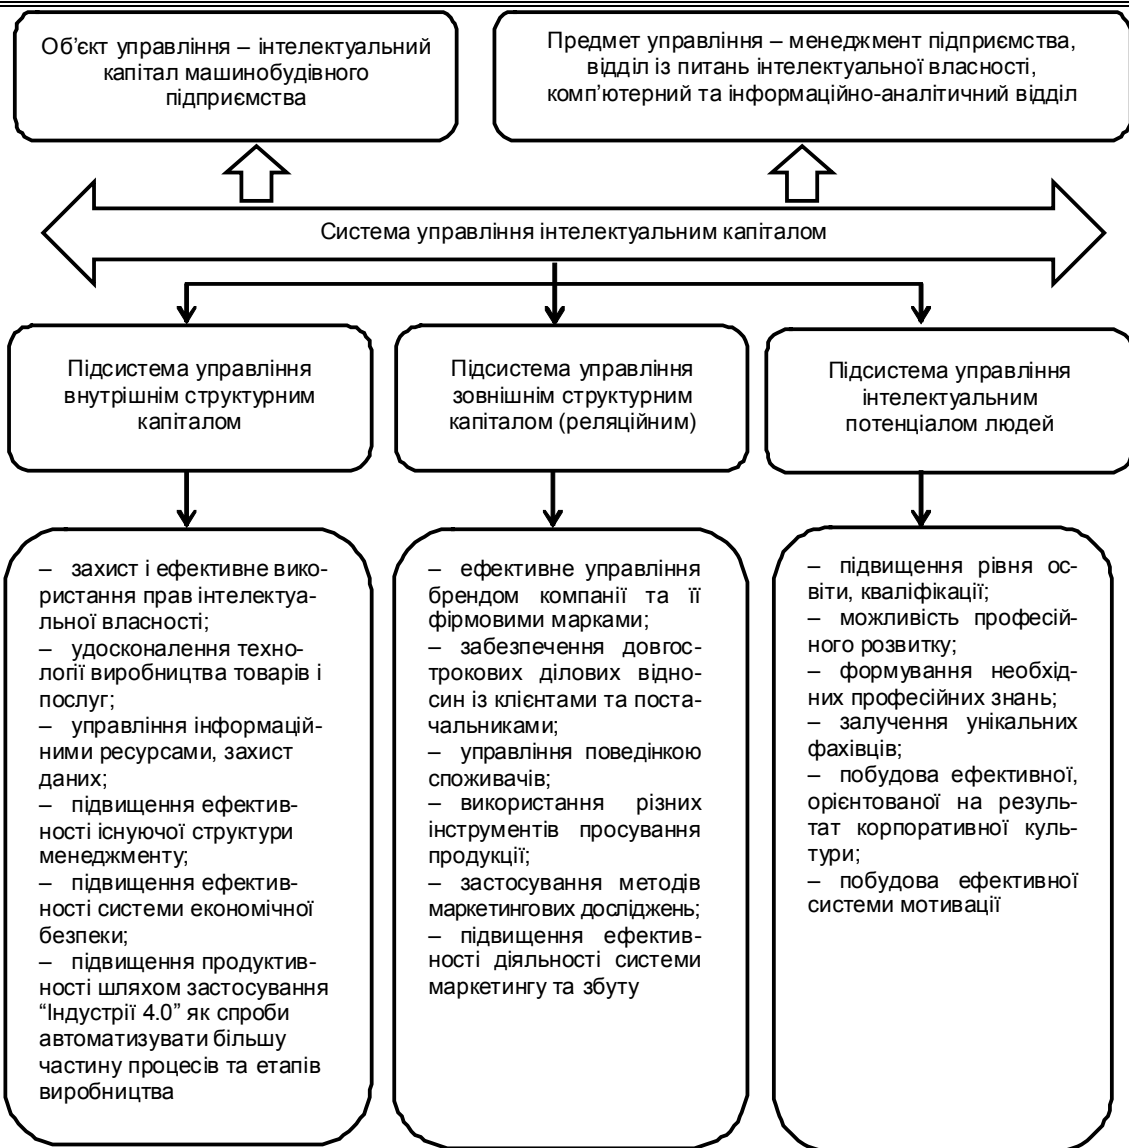 Об’єкт управління – інтелектуальний
капітал машинобудівного
підприємства
Предмет управління – менеджмент підприємства,
відділ із питань інтелектуальної власності,
комп’ютерний та інформаційно-аналітичний відділ
Система управління інтелектуальним капіталом
Підсистема управління
внутрішнім структурним
капіталом
Підсистема управління
зовнішнім структурним
капіталом (реляційним)
Підсистема управління
інтелектуальним
потенціалом людей
– захист і ефективне вико-
ристання прав інтелектуа-
льної власності;
– удосконалення техно-
логії виробництва товарів і
послуг;
– управління інформацій-
ними ресурсами, захист
даних;
– підвищення ефектив-
ності існуючої структури
менеджменту;
– підвищення ефектив-
ності системи економічної
безпеки;
– підвищення продуктив-
ності шляхом застосування
“Індустрії 4.0” як спроби
автоматизувати більшу
частину процесів та етапів
виробництва
– ефективне управління
брендом компанії та її
фірмовими марками;
– забезпечення довгос-
трокових ділових відно-
син із клієнтами та поста-
чальниками;
– управління поведінкою
споживачів;
– використання різних
інструментів просування
продукції;
– застосування методів
маркетингових досліджень;
– підвищення ефектив-
ності діяльності системи
маркетингу та збуту
– підвищення рівня ос-
віти, кваліфікації;
– можливість професій-
ного розвитку;
– формування необхід-
них професійних знань;
– залучення унікальних
фахівців;
– побудова ефективної,
орієнтованої на резуль-
тат корпоративної куль-
тури;
– побудова ефективної
системи мотивації